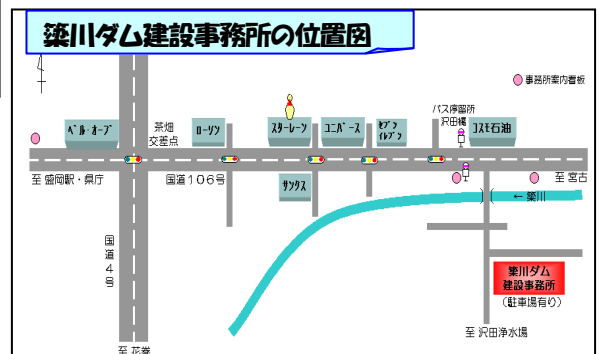 簗川ダム建設事務所の位置図
事務所案内看板
バス停留所
沢田橋
ベル・オーブ
茶畑
交差点
ローソン
スターレーン
ユニバース
セブン
イレブン
コスモ石油
至 盛岡駅・県庁
国道106号
サンクス
至 宮古
← 簗川
国道4号
簗川ダム
建設事務所
(駐車場有り)
至 沢田浄水場
至 花巻